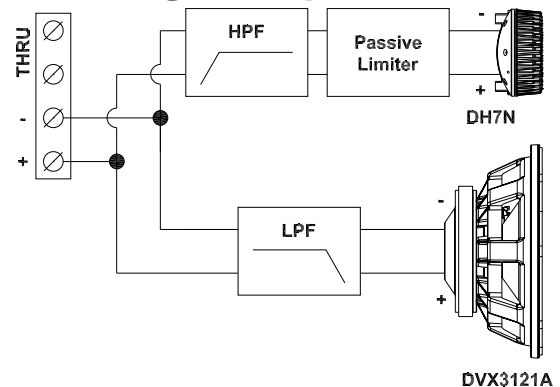 THRU
-
+
HPF
Passive
Limiter
-
+
DH7N
LPF
-
+
DVX3121A